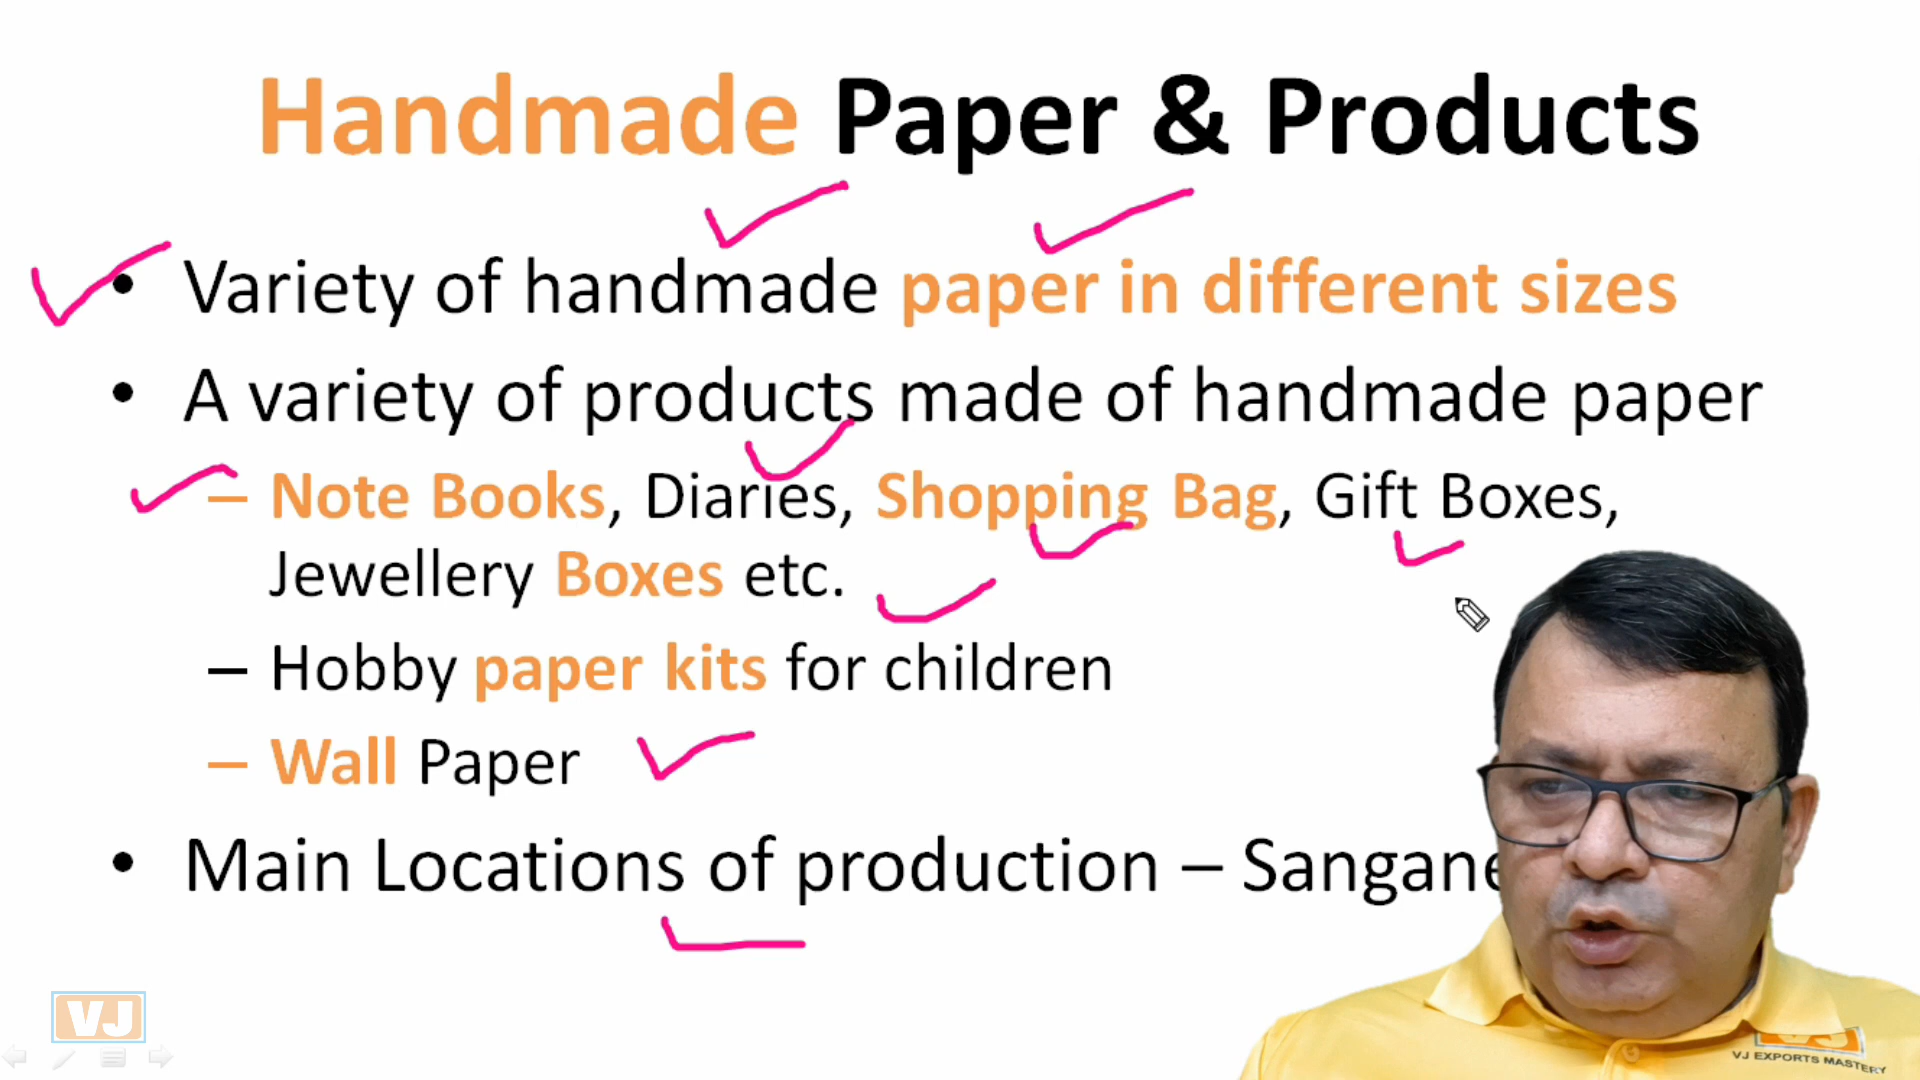 Handmade Paper & Products
• Variety of handmade paper in different sizes
• A variety of products made of handmade paper
– Note Books, Diaries, Shopping Bag, Gift Boxes,
Jewellery Boxes etc.
– Hobby paper kits for children
– Wall Paper
• Main Locations of production –
VJ
VJ
VJ EXPORTS MASTERY